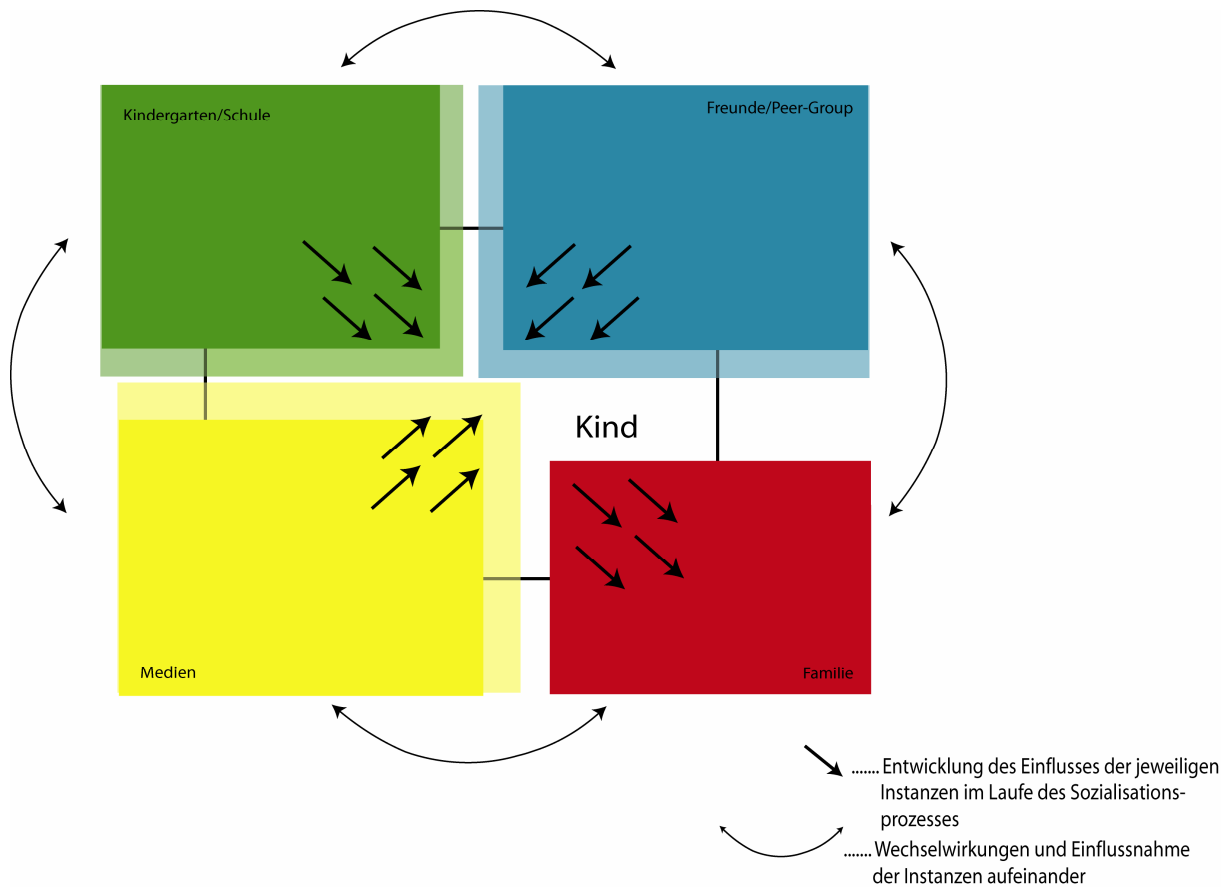 Kindergarten/Schule
Freunde/Peer-Group
Kind
Medien
Familie
....... Entwicklung des Einflusses der jeweiligen
Instanzen im Laufe des Sozialisations-
prozesses
....... Wechselwirkungen und Einflussnahme
der Instanzen aufeinander